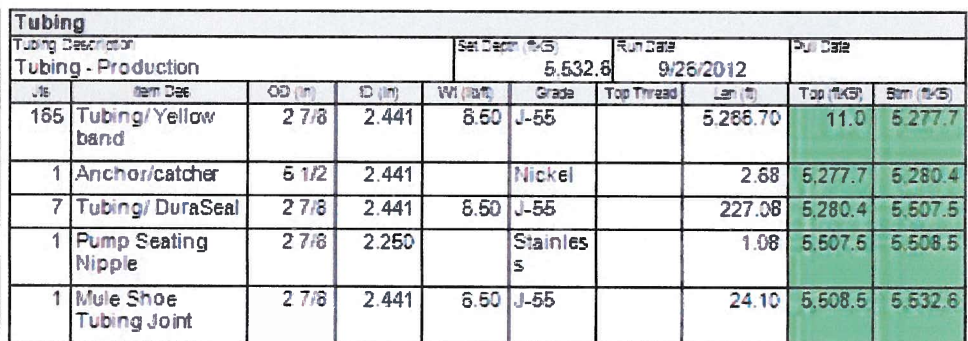 Tubing
Tubing Description Set Depth (ftKB) Run Date Pull Date
Tubing - Production 5,532.6 9/26/2012
Jts Item Des OD (in) ID (in) Wt (lb/ft) Grade Top Thread Len (ft) Top (ftKB) Btm (ftKB)
165 Tubing/ Yellow 2 7/8 2.441 6.50 J-55 5,266.70 11.0 5,277.7
band
1 Anchor/catcher 5 1/2 2.441 Nickel 2.68 5,277.7 5,280.4
7 Tubing/ DuraSeal 2 7/8 2.441 6.50 J-55 227.08 5,280.4 5,507.5
1 Pump Seating 2 7/8 2.250 Stainles 1.08 5,507.5 5,508.5
Nipple s
1 Mule Shoe 2 7/8 2.441 6.50 J-55 24.10 5,508.5 5,532.6
Tubing Joint